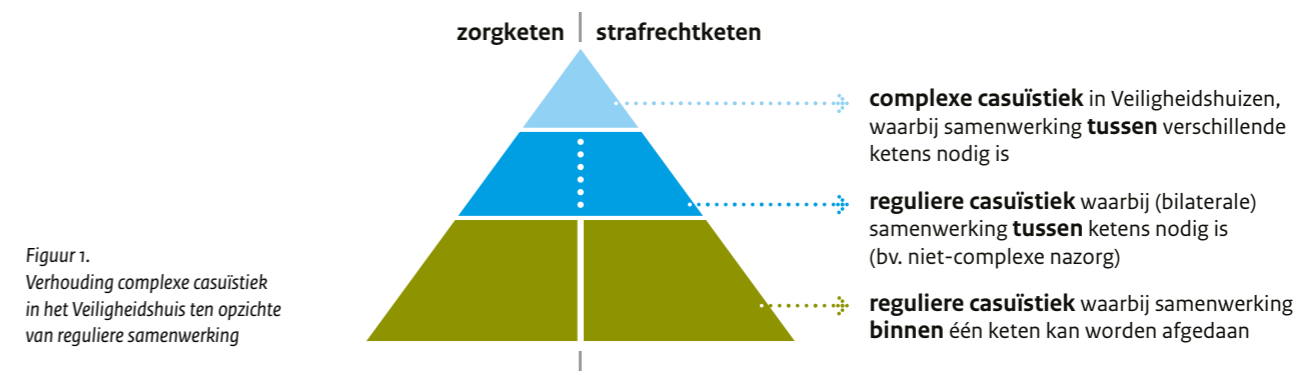 zorgketen strafrechtketen
complexe casuïstiek in Veiligheidshuizen,
waarbij samenwerking tussen verschillende
ketens nodig is
reguliere casuïstiek waarbij (bilaterale)
samenwerking tussen ketens nodig is
(bv. niet-complexe nazorg)
reguliere casuïstiek waarbij samenwerking
binnen één keten kan worden afgedaan
Figuur 1.
Verhouding complexe casuïstiek
in het Veiligheidshuis ten opzichte
van reguliere samenwerking